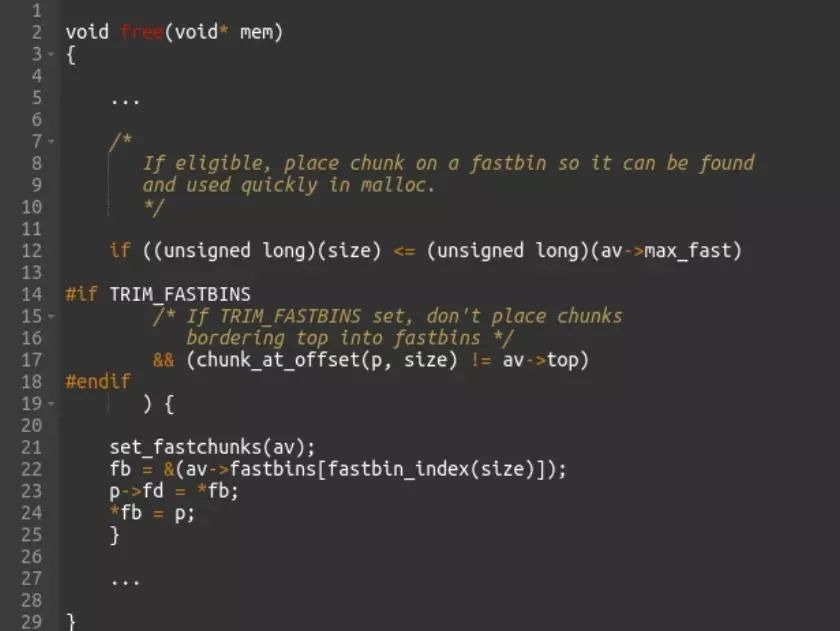 1
2 void free(void* mem)
3 {
4
5 ...
6
7 /*
8 If eligible, place chunk on a fastbin so it can be found
9 and used quickly in malloc.
10 */
11
12 if ((unsigned long)(size) <= (unsigned long)(av->max_fast)
13
14 #if TRIM_FASTBINS
15 /* If TRIM_FASTBINS set, don't place chunks
16 bordering top into fastbins */
17 && (chunk_at_offset(p, size) != av->top)
18 #endif
19 ) {
20
21 set_fastchunks(av);
22 fb = &(av->fastbins[fastbin_index(size)]);
23 p->fd = *fb;
24 *fb = p;
25 }
26
27 ...
28
29 }